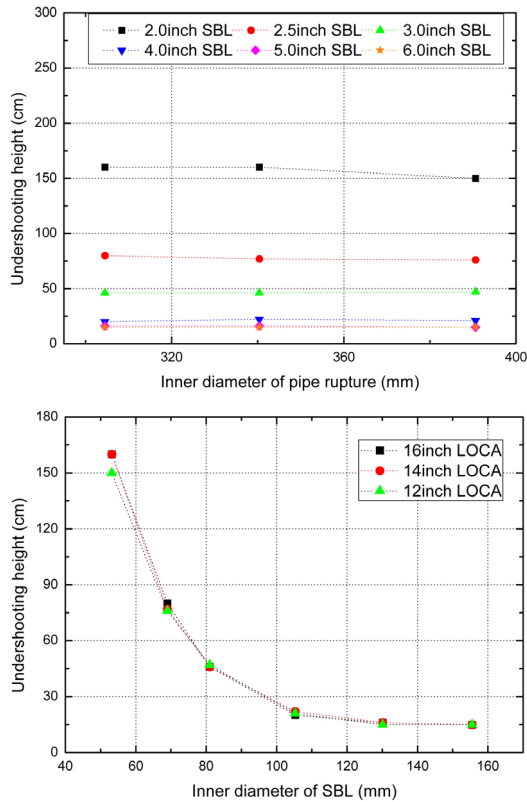 300
250
200
150
100
50
0
2.0inch SBL 2.5inch SBL 3.0inch SBL
4.0inch SBL 5.0inch SBL 6.0inch SBL
Undershooting height (cm)
320 360 400
Inner diameter of pipe rupture (mm)
180
150
120
90
60
30
0
16inch LOCA
14inch LOCA
12inch LOCA
Undershooting height (cm)
40 60 80 100 120 140 160
Inner diameter of SBL (mm)